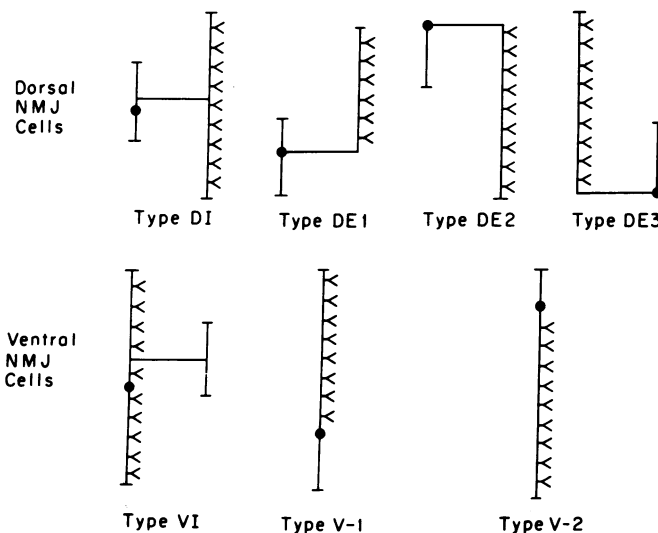 Dorsal
NMJ
Cells
Type DI
Type DE1
Type DE2
Type DE3
Ventral
NMJ
Cells
Type VI
Type V-1
Type V-2